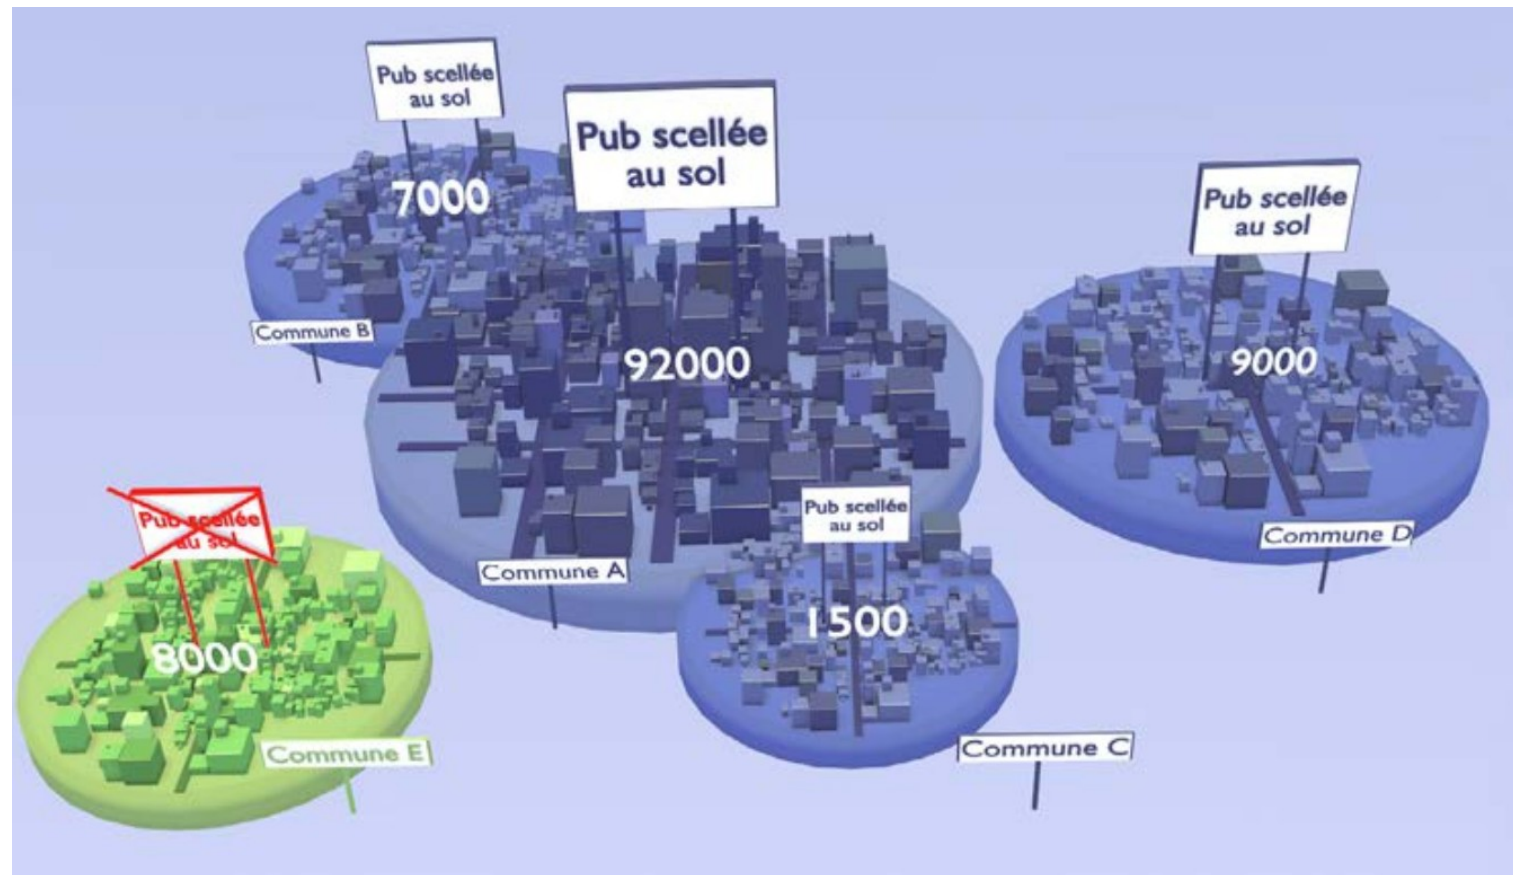 Pub scellée
au sol
7000
Commune B
Pub scellée
au sol
92000
Commune A
Pub scellée
au sol
9000
Commune D
Pub scellée
au sol
8000
Commune E
Pub scellée
au sol
1500
Commune C